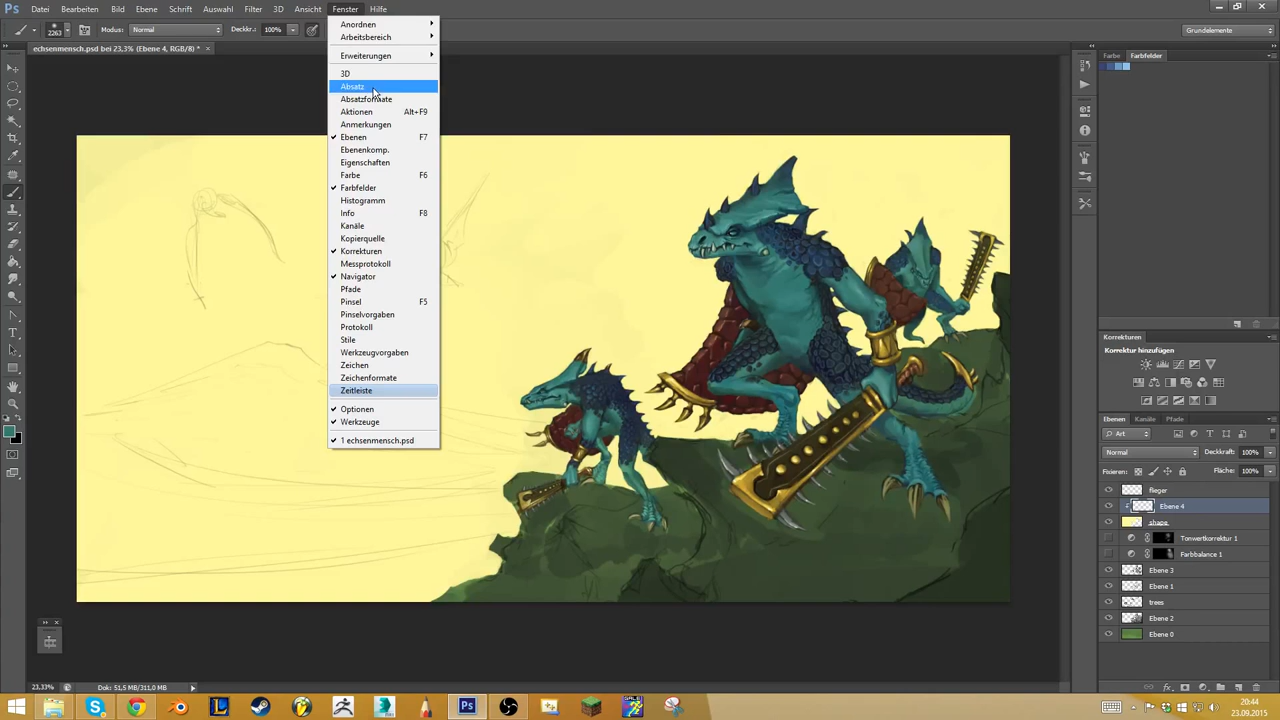 Ps Datei Bearbeiten Bild Ebene Schrift Auswahl Filter 3D Ansicht Fenster Hilfe
2263 Modus: Normal Deckkr.: 100% Grundelemente
echsenmensch.psd bei 23,3% (Ebene 4, RGB/8) * ×
Anordnen
Arbeitsbereich
Erweiterungen
3D
Absatz
Absatzformate
Aktionen Alt+F9
Anmerkungen
Ebenen F7
Ebenenkomp.
Eigenschaften
Farbe F6
Farbfelder
Histogramm
Info F8
Kanäle
Kopierquelle
Korrekturen
Messprotokoll
Navigator
Pfade
Pinsel F5
Pinselvorgaben
Protokoll
Stile
Werkzeugvorgaben
Zeichen
Zeichenformate
Zeitleiste
Optionen
Werkzeuge
1 echsenmensch.psd
Farbe Farbfelder
Korrekturen
Korrektur hinzufügen
Ebenen Kanäle Pfade
Art
Normal Deckkraft: 100%
Fixieren: Fläche: 100%
flieger
Ebene 4
shape
Tonwertkorrektur 1
Farbbalance 1
Ebene 3
Ebene 1
trees
Ebene 2
Ebene 0
23,33% Dok: 51,5 MB/311,0 MB
Ps
20:44
23.09.2015